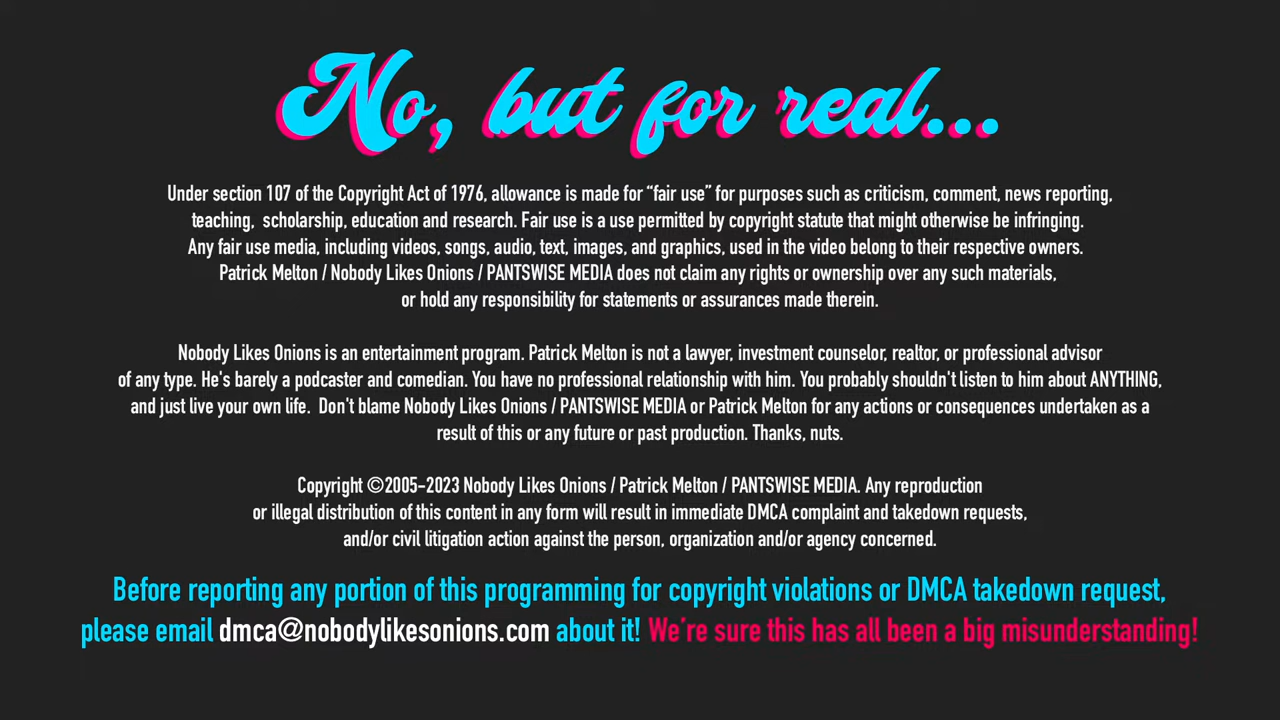 No, but for real...
Under section 107 of the Copyright Act of 1976, allowance is made for “fair use” for purposes such as criticism, comment, news reporting,
teaching,  scholarship, education and research. Fair use is a use permitted by copyright statute that might otherwise be infringing.
Any fair use media, including videos, songs, audio, text, images, and graphics, used in the video belong to their respective owners.
Patrick Melton / Nobody Likes Onions / PANTSWISE MEDIA does not claim any rights or ownership over any such materials,
or hold any responsibility for statements or assurances made therein.
Nobody Likes Onions is an entertainment program. Patrick Melton is not a lawyer, investment counselor, realtor, or professional advisor
of any type. He's barely a podcaster and comedian. You have no professional relationship with him. You probably shouldn't listen to him about ANYTHING,
and just live your own life.  Don't blame Nobody Likes Onions / PANTSWISE MEDIA or Patrick Melton for any actions or consequences undertaken as a
result of this or any future or past production. Thanks, nuts.
Copyright ©2005-2023 Nobody Likes Onions / Patrick Melton / PANTSWISE MEDIA. Any reproduction
or illegal distribution of this content in any form will result in immediate DMCA complaint and takedown requests,
and/or civil litigation action against the person, organization and/or agency concerned.
Before reporting any portion of this programming for copyright violations or DMCA takedown request,
please email dmca@nobodylikesonions.com about it! We’re sure this has all been a big misunderstanding!